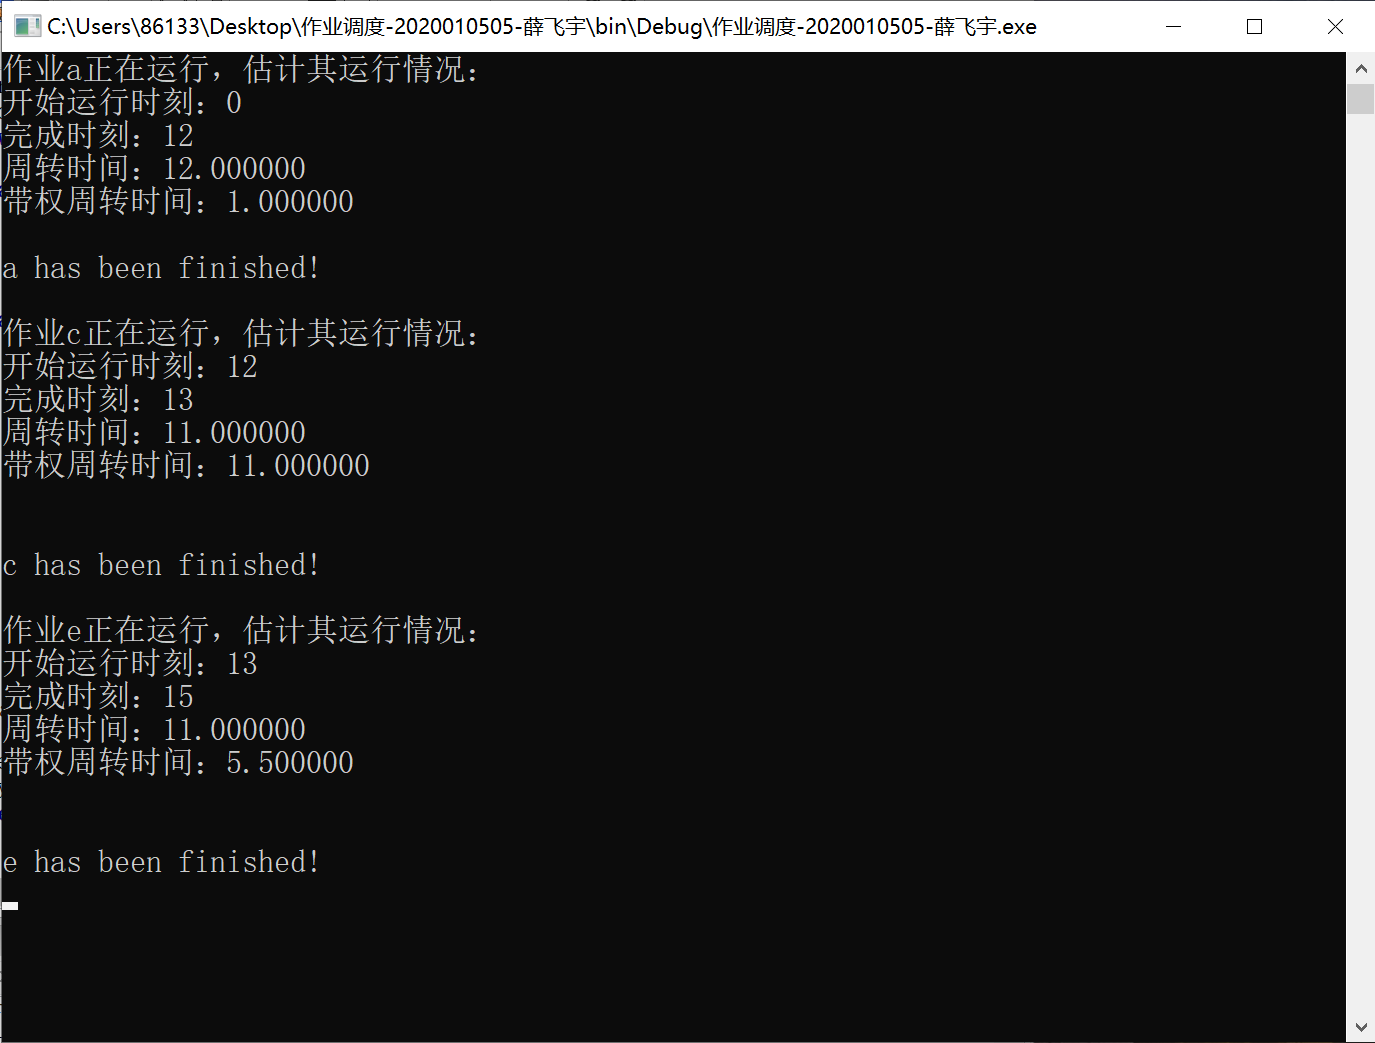 C:\Users\86133\Desktop\作业调度-2020010505-薛飞宇\bin\Debug\作业调度-2020010505-薛飞宇.exe
作业a正在运行，估计其运行情况：
开始运行时刻：0
完成时刻：12
周转时间：12.000000
带权周转时间：1.000000
a has been finished!
作业c正在运行，估计其运行情况：
开始运行时刻：12
完成时刻：13
周转时间：11.000000
带权周转时间：11.000000
c has been finished!
作业e正在运行，估计其运行情况：
开始运行时刻：13
完成时刻：15
周转时间：11.000000
带权周转时间：5.500000
e has been finished!